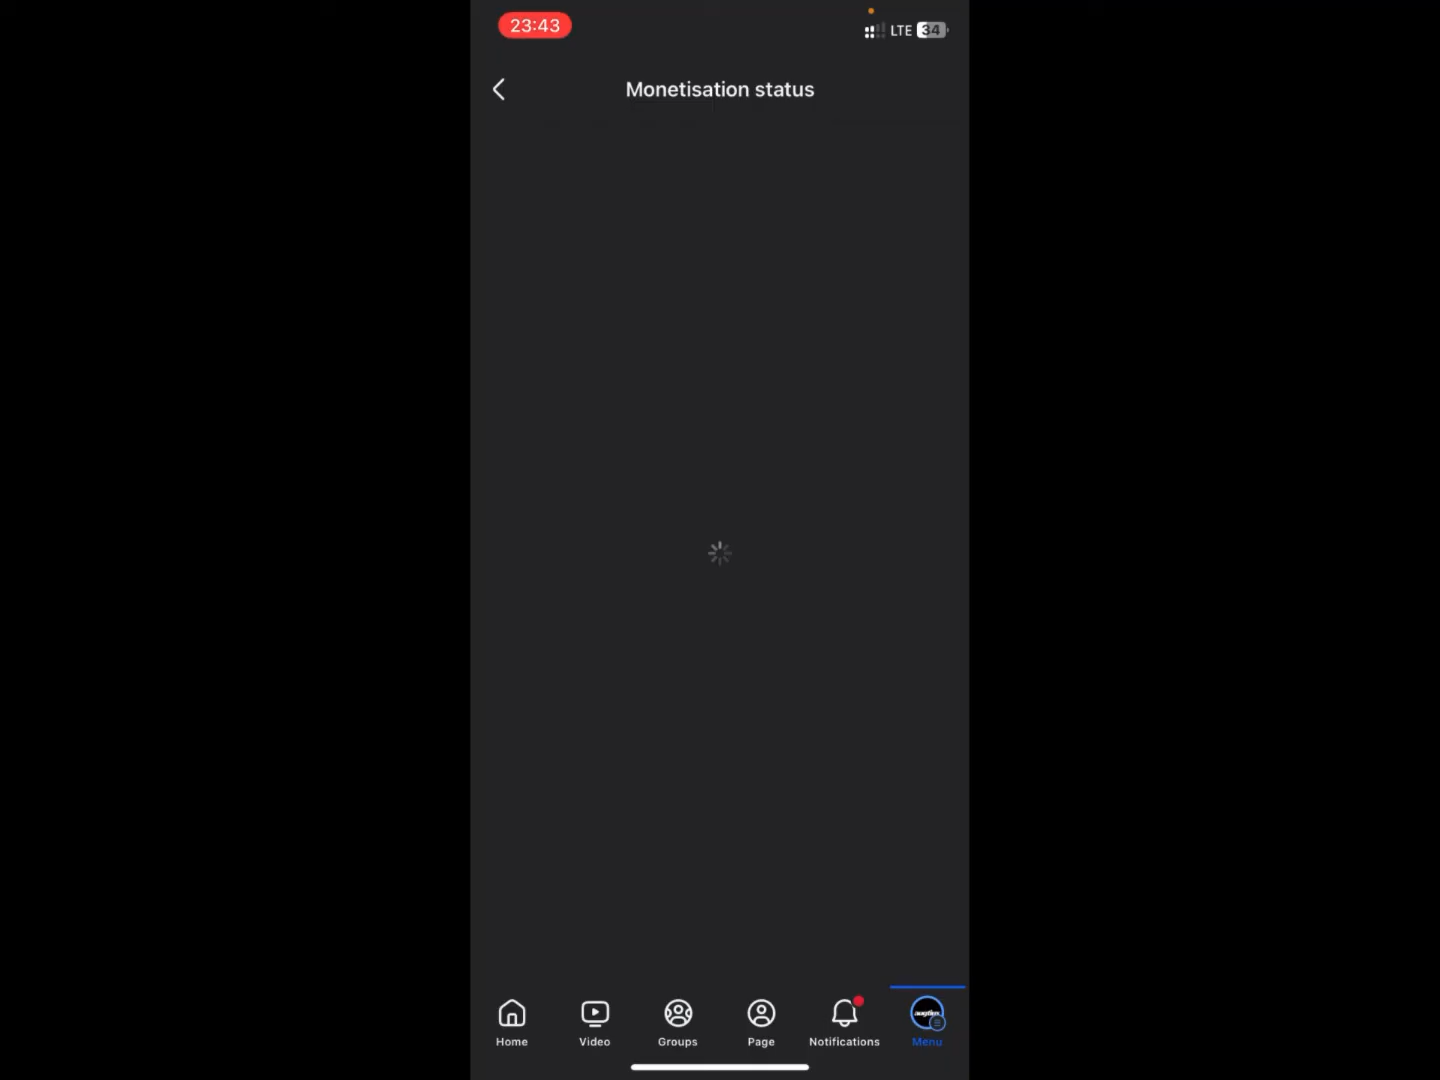 23:43
LTE 34
Monetisation status
Home
Video
Groups
Page
Notifications
Menu